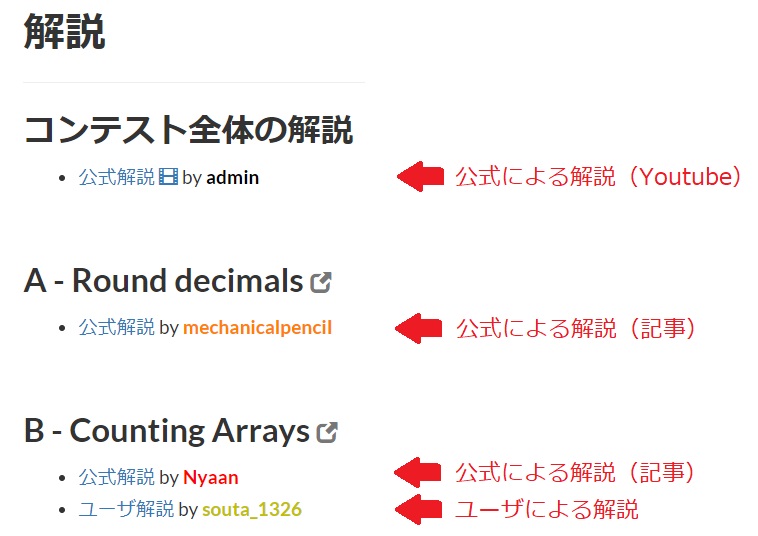 解説
コンテスト全体の解説
公式解説 by admin 公式による解説（Youtube）
A - Round decimals
公式解説 by mechanicalpencil 公式による解説（記事）
B - Counting Arrays
公式解説 by Nyaan 公式による解説（記事）
ユーザ解説 by souta_1326 ユーザによる解説